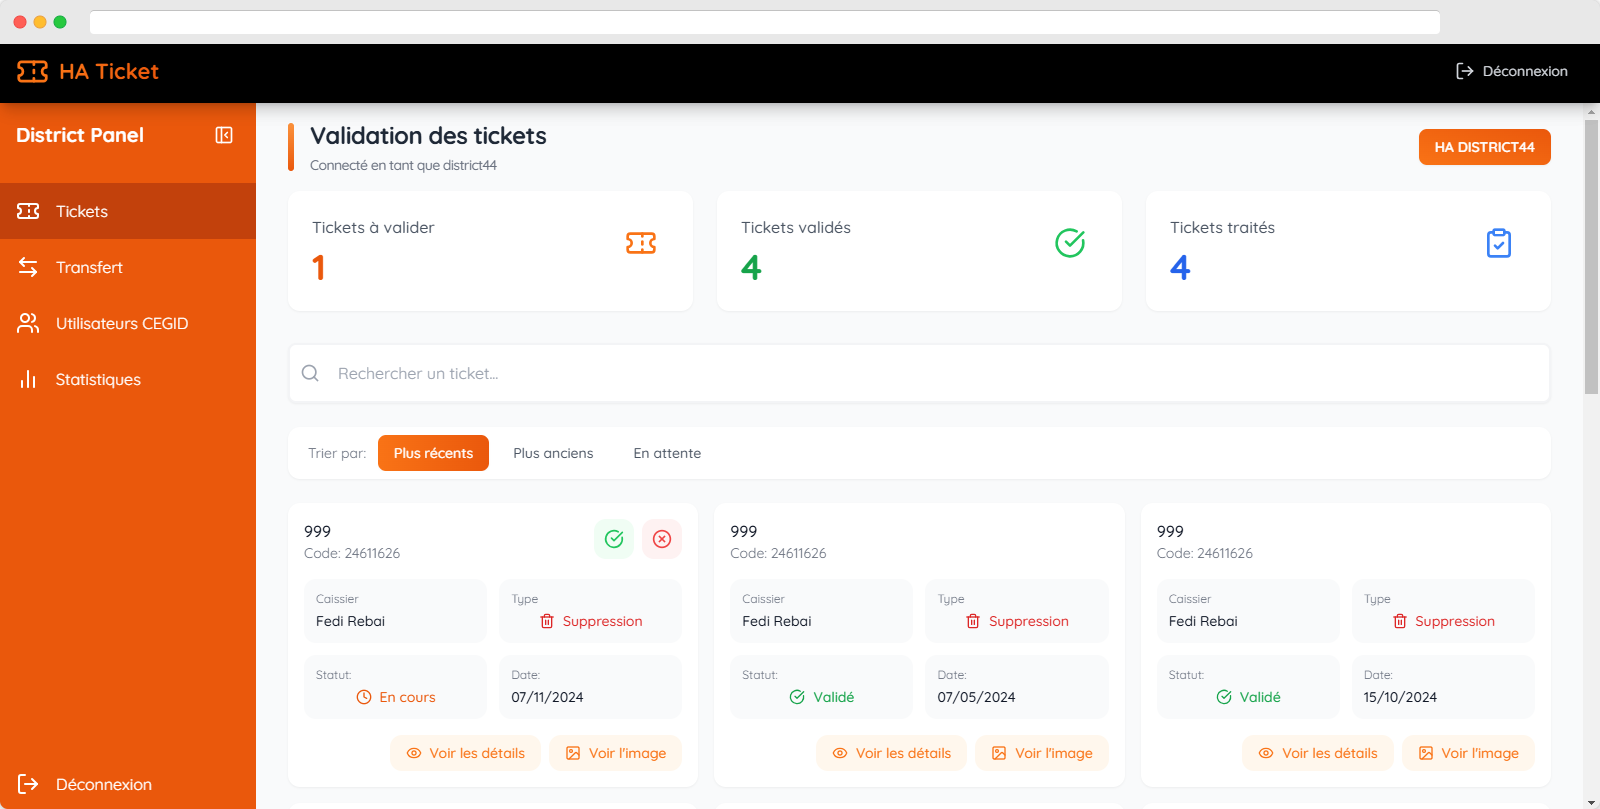 HA Ticket
Déconnexion
District Panel
Tickets
Transfert
Utilisateurs CEGID
Statistiques
Déconnexion
Validation des tickets
Connecté en tant que district44
HA DISTRICT44
Tickets à valider
1
Tickets validés
4
Tickets traités
4
Rechercher un ticket...
Trier par: Plus récents Plus anciens En attente
999
Code: 24611626
Caissier
Fedi Rebai
Type
Suppression
Statut:
En cours
Date:
07/11/2024
Voir les détails
Voir l'image
999
Code: 24611626
Caissier
Fedi Rebai
Type
Suppression
Statut:
Validé
Date:
07/05/2024
Voir les détails
Voir l'image
999
Code: 24611626
Caissier
Fedi Rebai
Type
Suppression
Statut:
Validé
Date:
15/10/2024
Voir les détails
Voir l'image